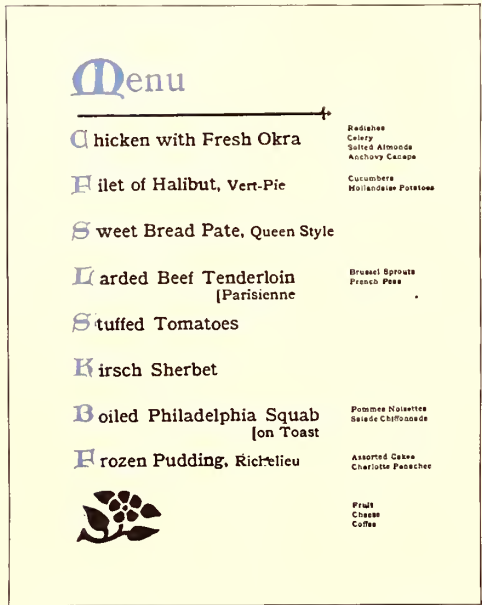 Menu
Chicken with Fresh Okra
Radishes
Celery
Salted Almonds
Anchovy Canape
Filet of Halibut, Vert-Pie
Cucumbers
Hollandaise Potatoes
Sweet Bread Pate, Queen Style
Larded Beef Tenderloin
[Parisienne
Brussel Sprouts
French Peas
Stuffed Tomatoes
Kirsch Sherbet
Boiled Philadelphia Squab
[on Toast
Pommes Noisettes
Salade Chiffonnade
Frozen Pudding, Richelieu
Assorted Cakes
Charlotte Panachee
Fruit
Cheese
Coffee